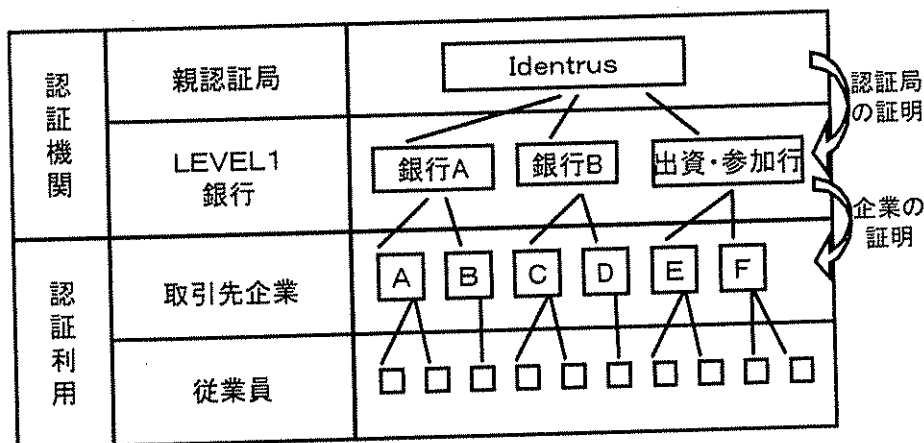 認証機関
親認証局
Identrus
認証局
の証明
LEVEL1
銀行
銀行A
銀行B
出資・参加行
企業の
証明
認証利用
取引先企業
A
B
C
D
E
F
従業員